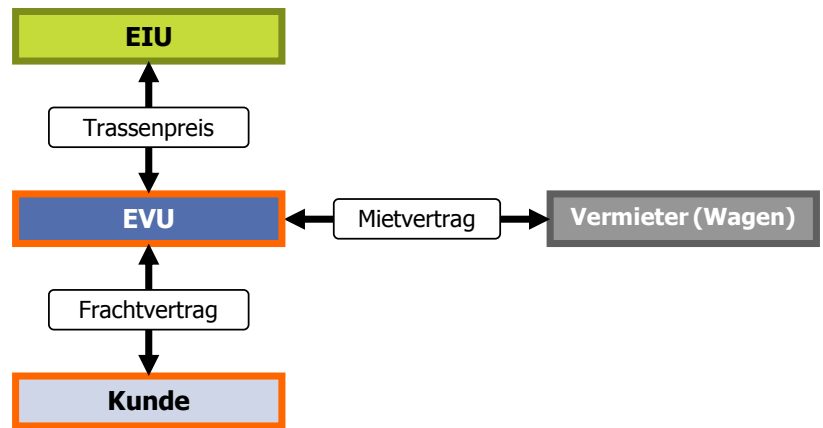 EIU
Trassenpreis
EVU
Mietvertrag
Vermieter (Wagen)
Frachtvertrag
Kunde